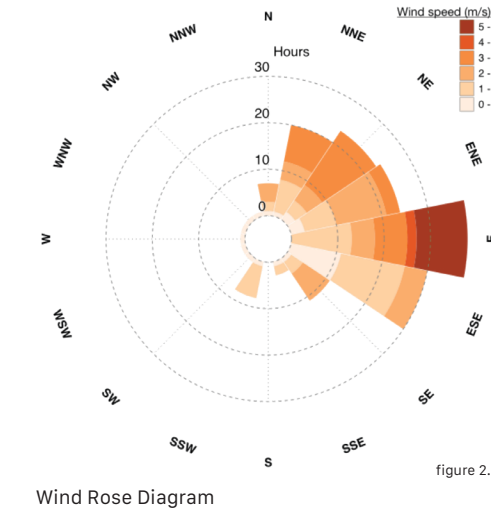 Wind speed (m/s)
5 -
4 -
3 -
2 -
1 -
0 -
N
NNW
NNE
Hours
30
NW
NE
20
WNW
ENE
10
0
W
E
WSW
ESE
SW
SE
SSW
SSE
S
figure 2.
Wind Rose Diagram